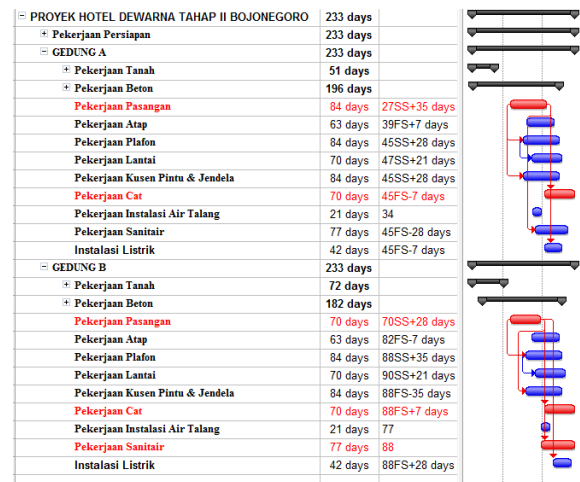 PROYEK HOTEL DEWARNA TAHAP II BOJONEGORO 233 days
Pekerjaan Persiapan 233 days
GEDUNG A 233 days
Pekerjaan Tanah 51 days
Pekerjaan Beton 196 days
Pekerjaan Pasangan 84 days 27SS+35 days
Pekerjaan Atap 63 days 39FS+7 days
Pekerjaan Plafon 84 days 45SS+28 days
Pekerjaan Lantai 70 days 47SS+21 days
Pekerjaan Kusen Pintu & Jendela 84 days 45SS+28 days
Pekerjaan Cat 70 days 45FS-7 days
Pekerjaan Instalasi Air Talang 21 days 34
Pekerjaan Sanitair 77 days 45FS-28 days
Instalasi Listrik 42 days 45FS-7 days
GEDUNG B 233 days
Pekerjaan Tanah 72 days
Pekerjaan Beton 182 days
Pekerjaan Pasangan 70 days 70SS+28 days
Pekerjaan Atap 63 days 82FS-7 days
Pekerjaan Plafon 84 days 88SS+35 days
Pekerjaan Lantai 70 days 90SS+21 days
Pekerjaan Kusen Pintu & Jendela 84 days 88FS-35 days
Pekerjaan Cat 70 days 88FS+7 days
Pekerjaan Instalasi Air Talang 21 days 77
Pekerjaan Sanitair 77 days 88
Instalasi Listrik 42 days 88FS+28 days